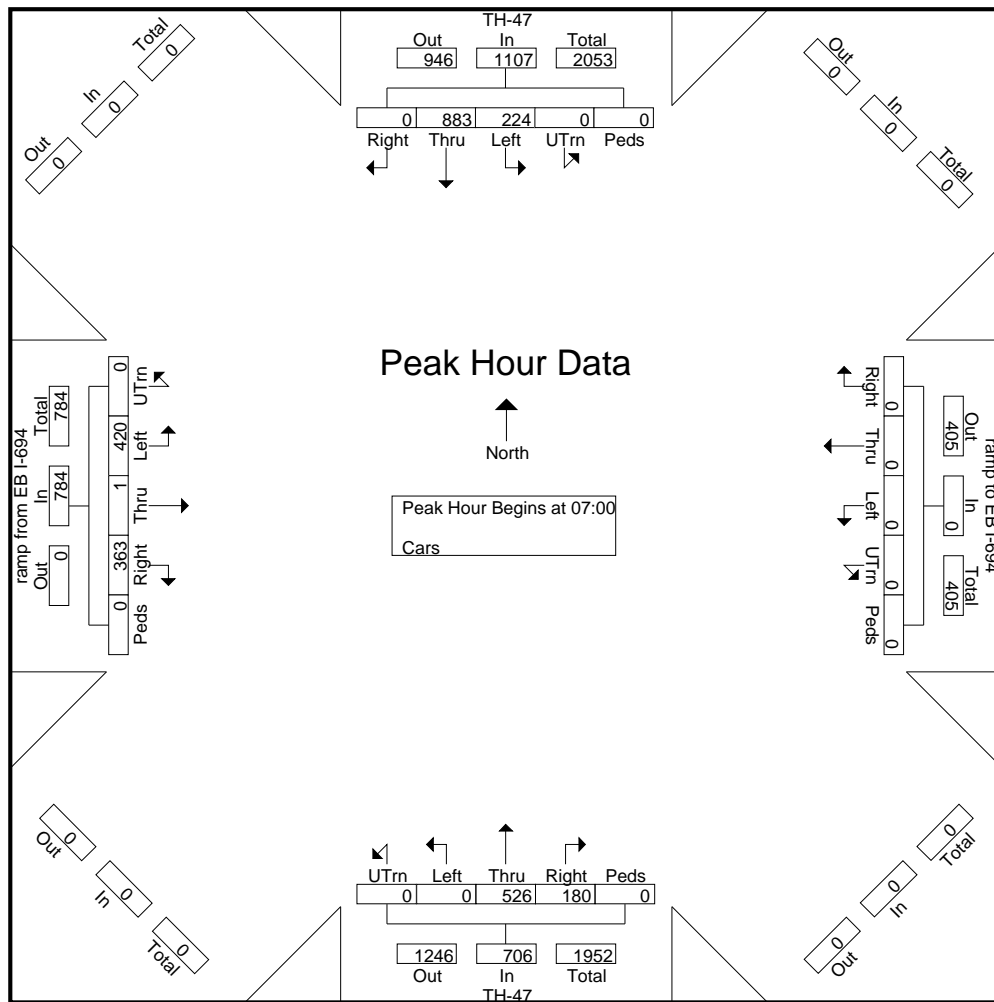 TH-47
Out In Total
946 1107 2053
0 883 224 0 0
Right Thru Left UTrn Peds
Out In Total
0 0 0
Out In Total
0 0 0
ramp from EB I-694
Out In Total
0 784 784
0 363 1 420 0
Peds Right Thru Left UTrn
Peak Hour Data
North
Peak Hour Begins at 07:00
Cars
Right Thru Left UTrn Peds
0 0 0 0 0
Out In Total
405 0 405
ramp to EB I-694
0 0 0
Out In Total
0 0 0
Out In Total
UTrn Left Thru Right Peds
0 0 526 180 0
1246 706 1952
Out In Total
TH-47